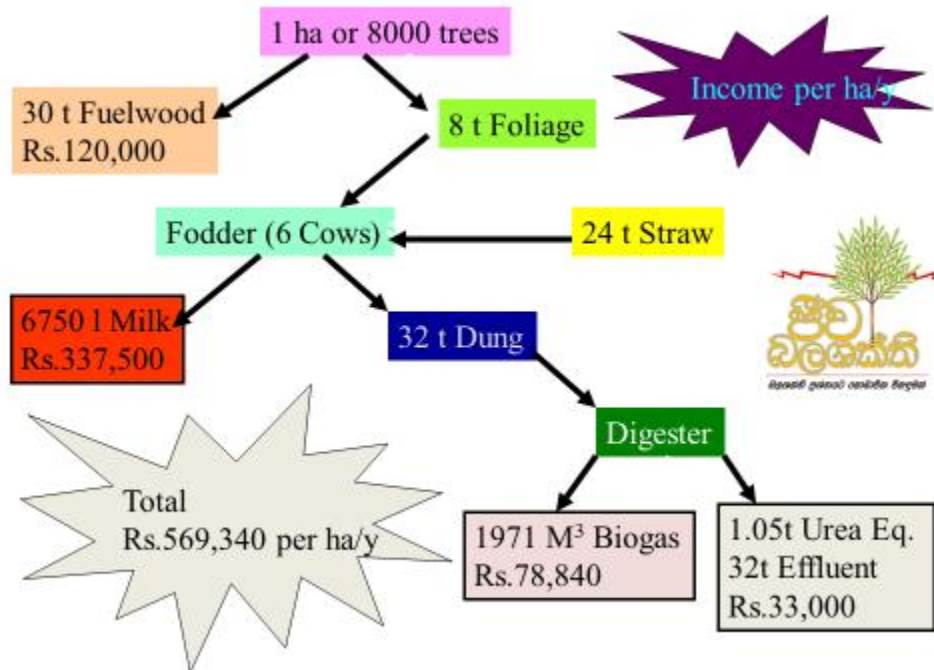 1 ha or 8000 trees
Income per ha/y
30 t Fuelwood
Rs.120,000
8 t Foliage
Fodder (6 Cows)
24 t Straw
6750 l Milk
Rs.337,500
32 t Dung
ජීව
බලශක්ති
Digester
Total
Rs.569,340 per ha/y
1971 M³ Biogas
Rs.78,840
1.05t Urea Eq.
32t Effluent
Rs.33,000